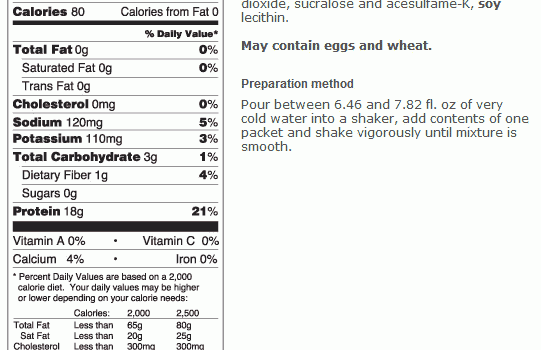 Calories 80 Calories from Fat 0
% Daily Value*
Total Fat 0g 0%
Saturated Fat 0g 0%
Trans Fat 0g
Cholesterol 0mg 0%
Sodium 120mg 5%
Potassium 110mg 3%
Total Carbohydrate 3g 1%
Dietary Fiber 1g 4%
Sugars 0g
Protein 18g 21%
Vitamin A 0% • Vitamin C 0%
Calcium 4% • Iron 0%
* Percent Daily Values are based on a 2,000
calorie diet. Your daily values may be higher
or lower depending on your calorie needs:
Calories: 2,000 2,500
Total Fat Less than 65g 80g
Sat Fat Less than 20g 25g
Cholesterol Less than 300mg 300mg
dioxide, sucralose and acesulfame-K, soy
lecithin.
May contain eggs and wheat.
Preparation method
Pour between 6.46 and 7.82 fl. oz of very
cold water into a shaker, add contents of one
packet and shake vigorously until mixture is
smooth.